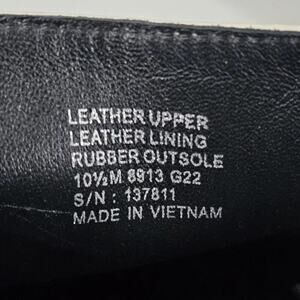 LEATHER UPPER
LEATHER LINING
RUBBER OUTSOLE
10½M 8913 G22
S/N : 137811
MADE IN VIETNAM